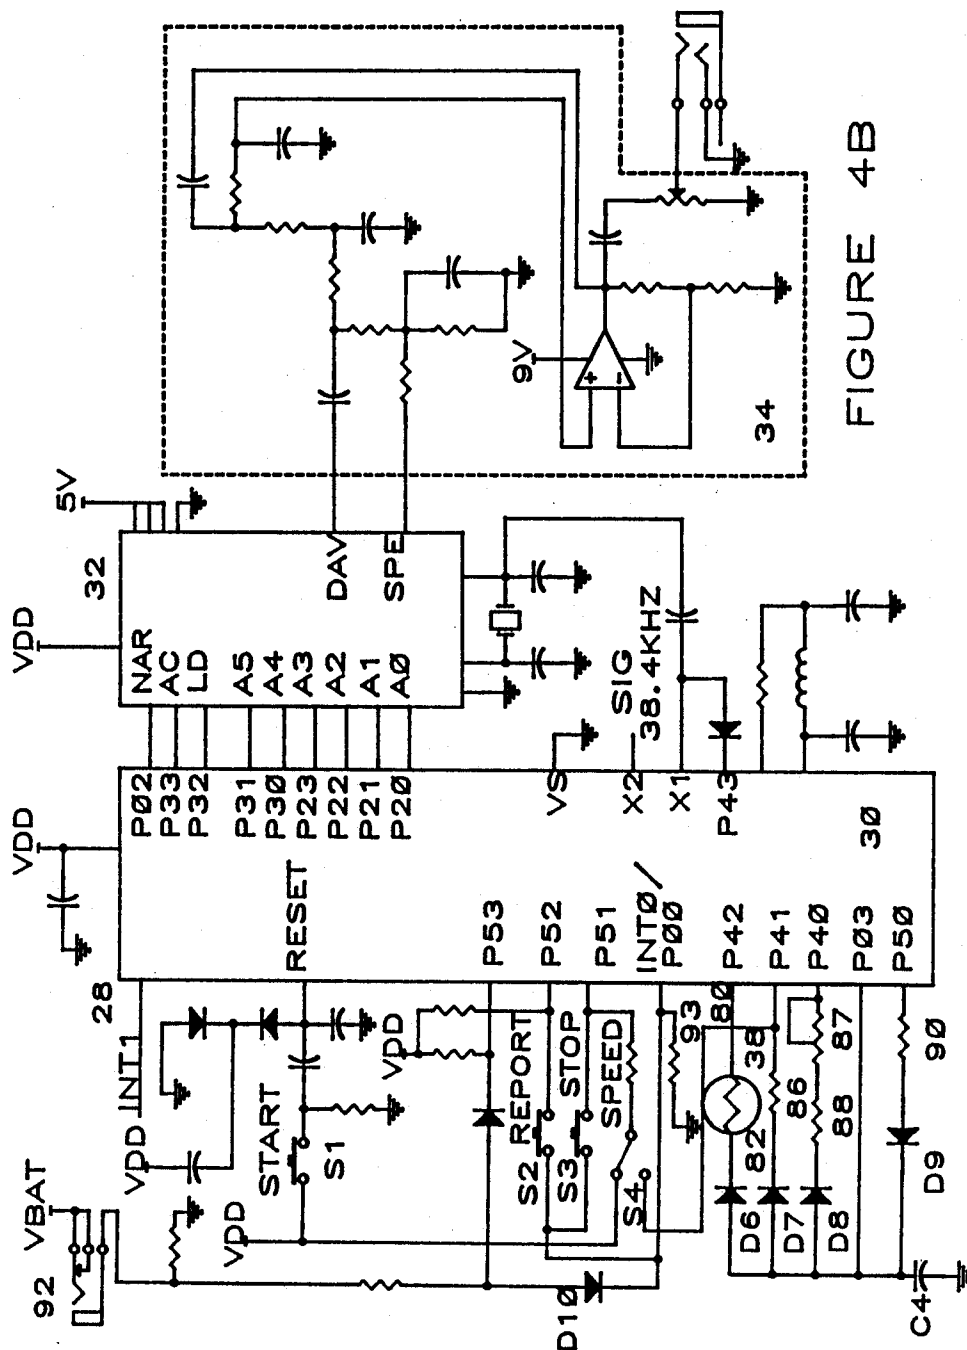 VDD
VDD
5V
32
NAR
AC
LD
A5
A4
A3
A2
A1
A0
DAV
SPE
P02
P33
P32
P31
P30
P23
P22
P21
P20
VS
X2
X1
P43
SIG
38.4KHZ
28
INT1
RESET
P53
P52
P51
INT0/
P00
P42
P41
P40
P03
P50
30
VBAT
92
VDD
START
S1
VDD
VDD
REPORT
S2
STOP
S3
SPEED
S4
D10
93
80
38
82
86
87
88
90
D6
D7
D8
D9
C4
9V
+
-
34
FIGURE 4B